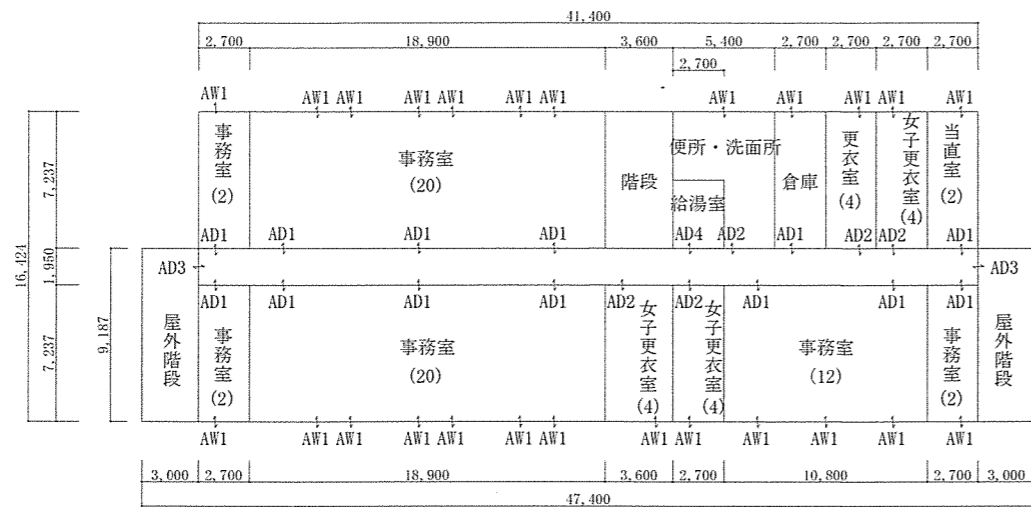 41,400
2,700 18,900 3,600 5,400 2,700 2,700 2,700 2,700
2,700
AW1 AW1 AW1 AW1 AW1 AW1 AW1 AW1 AW1 AW1 AW1 AW1
事務室
(2)
事務室
(20)
階段
便所・洗面所
給湯室
倉庫
更衣室
(4)
女子更衣室
(4)
当直室
(2)
16,424
7,237
1,950
7,237
9,187
AD1 AD1 AD1 AD1 AD4 AD2 AD1 AD2 AD2 AD1
AD3 AD3
AD1 AD1 AD1 AD1 AD2 AD2 AD1 AD1 AD1
屋外階段
事務室
(2)
事務室
(20)
女子更衣室
(4)
女子更衣室
(4)
事務室
(12)
事務室
(2)
屋外階段
AW1 AW1 AW1 AW1 AW1 AW1 AW1 AW1 AW1 AW1 AW1 AW1 AW1
3,000 2,700 18,900 3,600 2,700 10,800 2,700 3,000
47,400